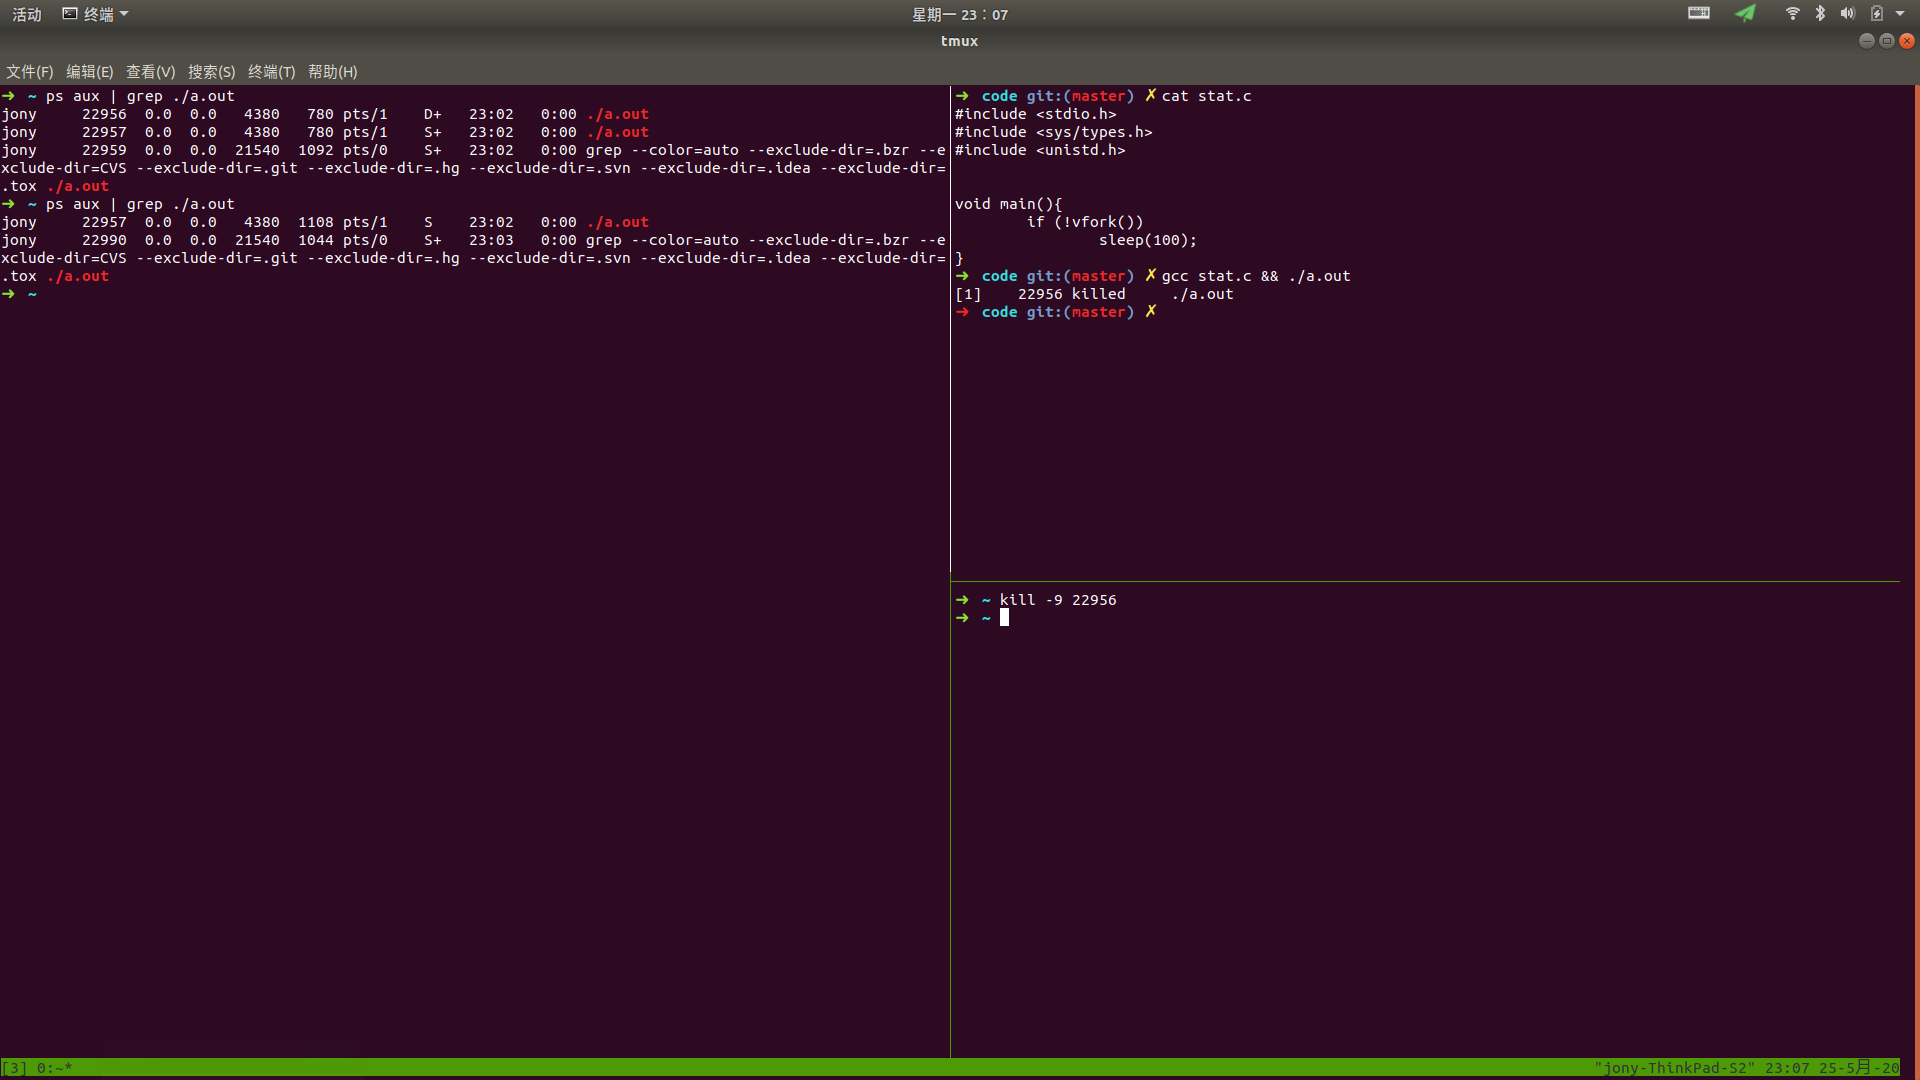 活动 终端 星期一 23：07
tmux
文件(F) 编辑(E) 查看(V) 搜索(S) 终端(T) 帮助(H)
➜  ~ ps aux | grep ./a.out
jony     22956  0.0  0.0   4380   780 pts/1    D+   23:02   0:00 ./a.out
jony     22957  0.0  0.0   4380   780 pts/1    S+   23:02   0:00 ./a.out
jony     22959  0.0  0.0  21540  1092 pts/0    S+   23:02   0:00 grep --color=auto --exclude-dir=.bzr --e
xclude-dir=CVS --exclude-dir=.git --exclude-dir=.hg --exclude-dir=.svn --exclude-dir=.idea --exclude-dir=
.tox ./a.out
➜  ~ ps aux | grep ./a.out
jony     22957  0.0  0.0   4380  1108 pts/1    S    23:02   0:00 ./a.out
jony     22990  0.0  0.0  21540  1044 pts/0    S+   23:03   0:00 grep --color=auto --exclude-dir=.bzr --e
xclude-dir=CVS --exclude-dir=.git --exclude-dir=.hg --exclude-dir=.svn --exclude-dir=.idea --exclude-dir=
.tox ./a.out
➜  ~
➜  code git:(master) ✗ cat stat.c
#include <stdio.h>
#include <sys/types.h>
#include <unistd.h>
void main(){
        if (!vfork())
                sleep(100);
}
➜  code git:(master) ✗ gcc stat.c && ./a.out
[1]    22956 killed     ./a.out
➜  code git:(master) ✗
➜  ~ kill -9 22956
➜  ~
[3] 0:~* "jony-ThinkPad-S2" 23:07 25-5月-20